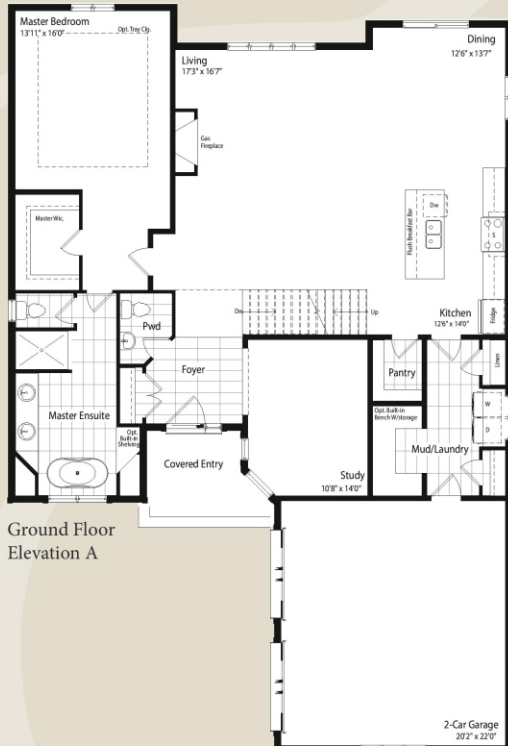 Master Bedroom
13'11" x 16'0"
Opt. Tray Clg.
Living
17'3" x 16'7"
Dining
12'6" x 13'7"
Gas
Fireplace
Master Wic.
Flush Breakfast Bar
Dw
S
Kitchen
12'6" x 14'0"
Fridge
Dn
Up
Pwd
Foyer
Pantry
Linen
Master Ensuite
Opt.
Built-in
Shelving
Covered Entry
Study
10'8" x 14'0"
Opt. Built-in
Bench W/storage
W
D
Mud/Laundry
Ground Floor
Elevation A
2-Car Garage
20'2" x 22'0"